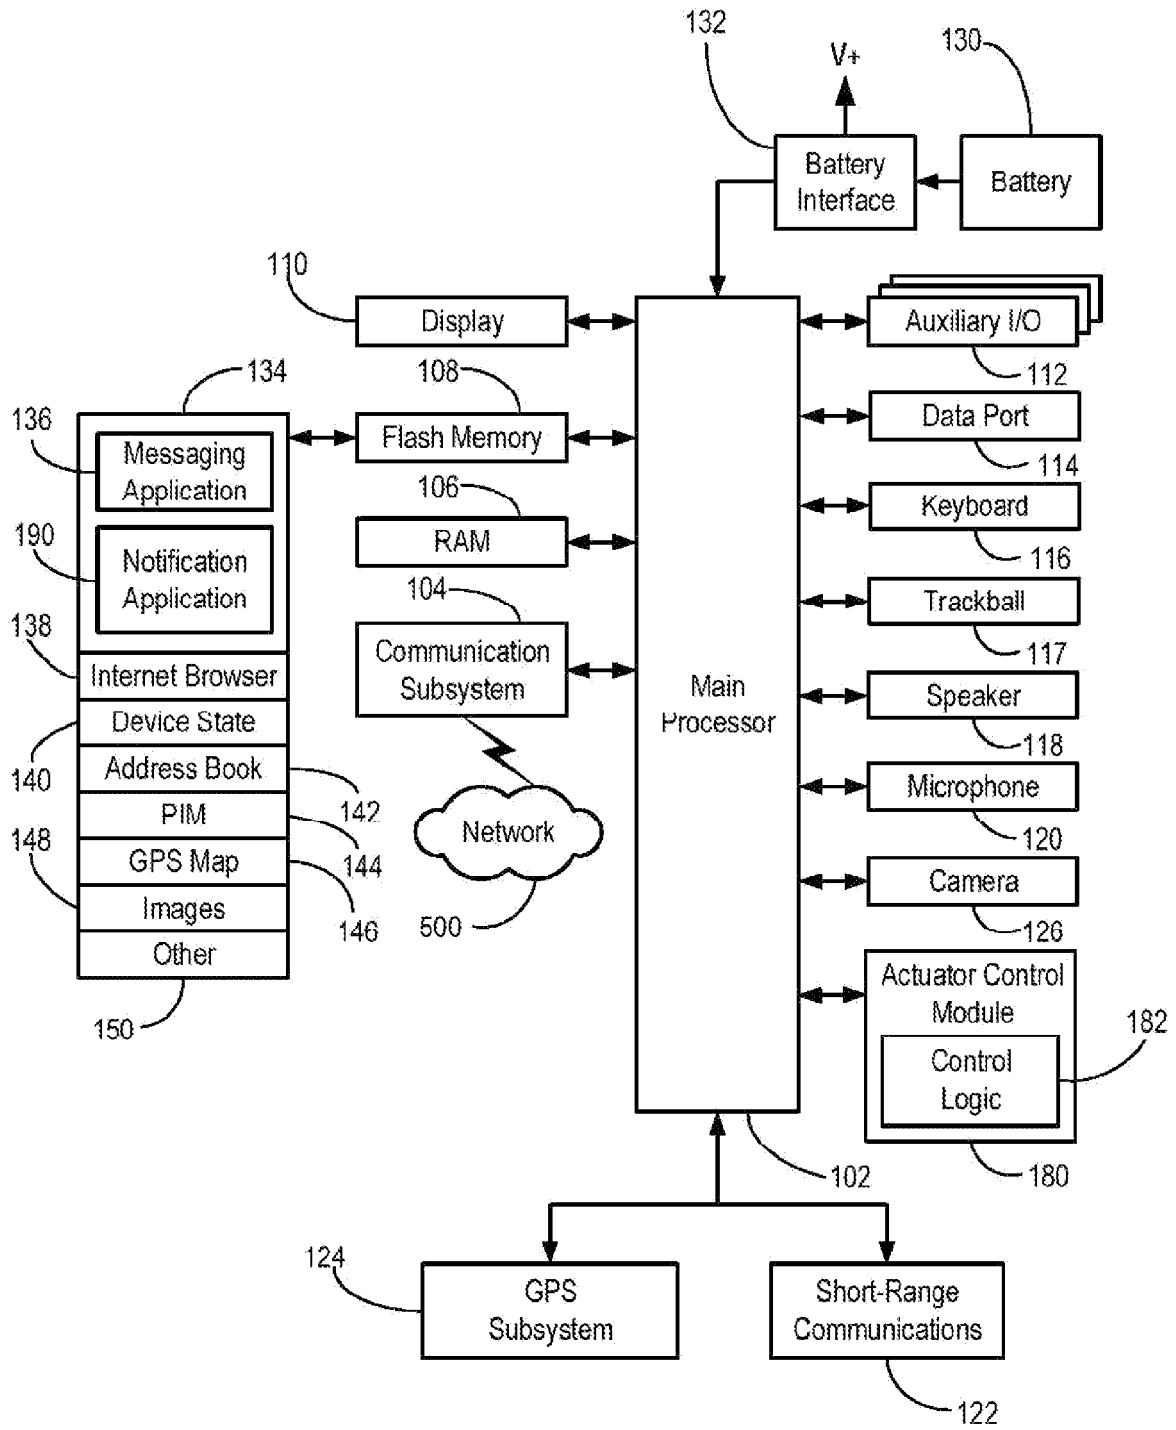 132
130
V+
Battery
Interface
Battery
110
Display
Auxiliary I/O
112
134
108
136
Messaging
Application
Flash Memory
Data Port
114
106
190
Notification
Application
RAM
Keyboard
116
104
138
Communication
Subsystem
Trackball
117
Internet Browser
Main
Processor
Speaker
118
Device State
140
Address Book
142
Microphone
120
PIM
144
Network
148
GPS Map
146
500
Camera
126
Images
Other
150
Actuator Control
Module
182
Control
Logic
180
102
124
GPS
Subsystem
Short-Range
Communications
122